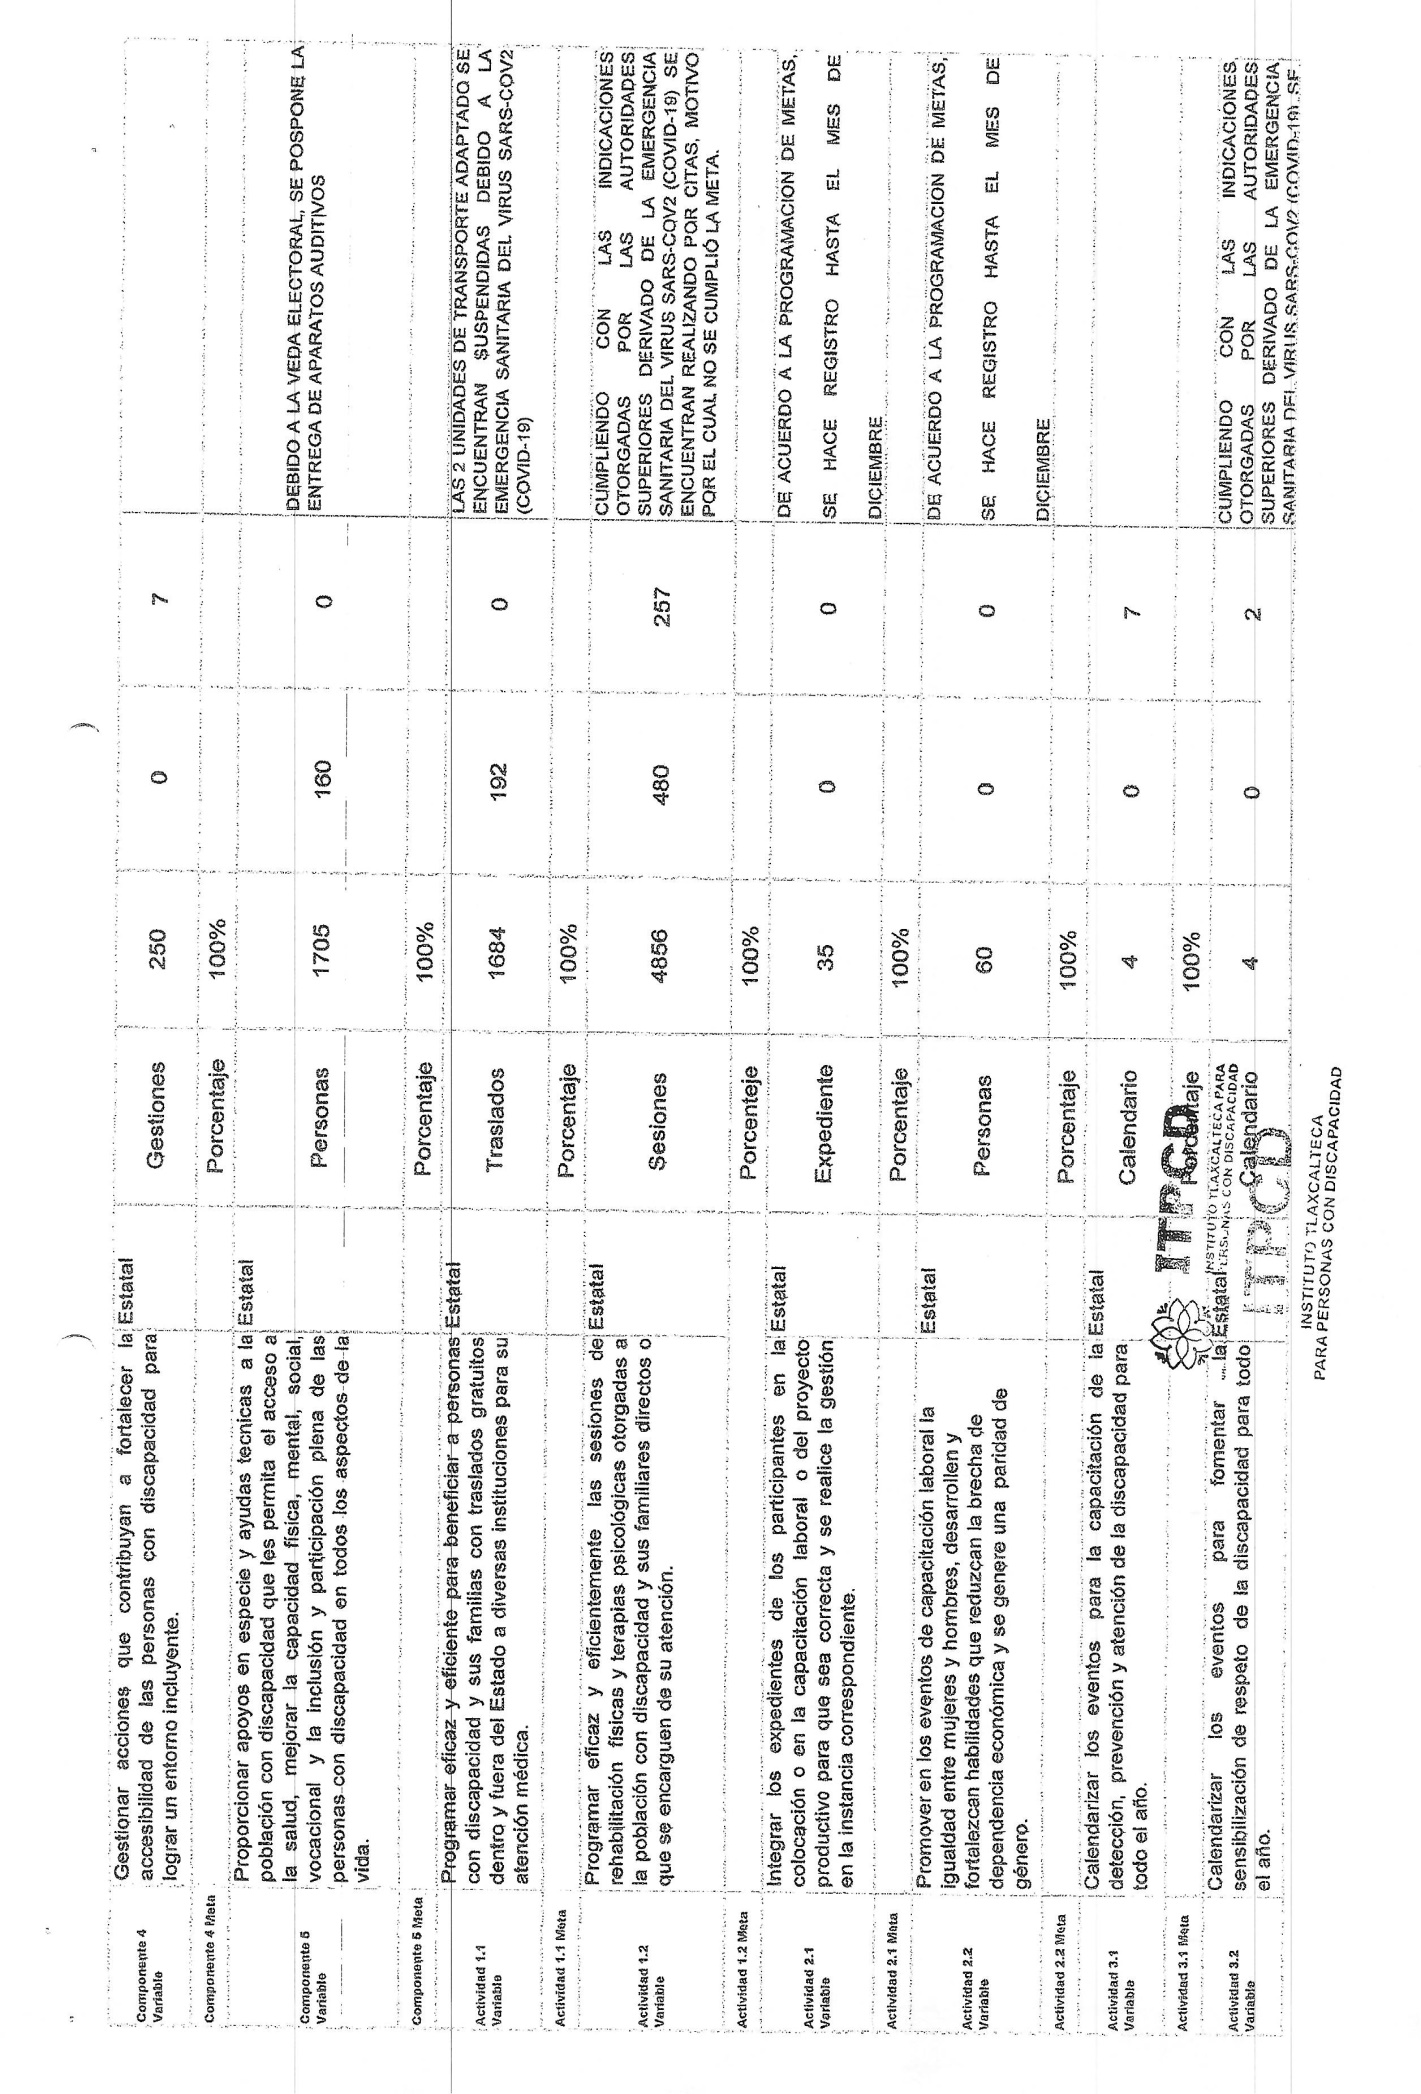 Componente 4
Variable
Gestionar acciones que contribuyan a fortalecer la
accesibilidad de las personas con discapacidad para
lograr un entorno incluyente.
Estatal
Gestiones
250
0
7
Componente 4 Meta
Porcentaje
100%
Componente 5
Variable
Proporcionar apoyos en especie y ayudas tecnicas a la
población con discapacidad que les permita el acceso a
la salud, mejorar la capacidad física, mental, social,
vocacional y la inclusión y participación plena de las
personas con discapacidad en todos los aspectos de la
vida.
Estatal
Personas
1705
160
0
DEBIDO A LA VEDA ELECTORAL, SE POSPONE LA
ENTREGA DE APARATOS AUDITIVOS
Componente 5 Meta
Porcentaje
100%
Actividad 1.1
Variable
Programar eficaz y eficiente para beneficiar a personas
con discapacidad y sus familias con traslados gratuitos
dentro y fuera del Estado a diversas instituciones para su
atención médica.
Estatal
Traslados
1684
192
0
LAS 2 UNIDADES DE TRANSPORTE ADAPTADO SE
ENCUENTRAN SUSPENDIDAS DEBIDO A LA
EMERGENCIA SANITARIA DEL VIRUS SARS-COV2
(COVID-19)
Actividad 1.1 Meta
Porcentaje
100%
Actividad 1.2
Variable
Programar eficaz y eficientemente las sesiones de
rehabilitación físicas y terapias psicológicas otorgadas a
la población con discapacidad y sus familiares directos o
que se encarguen de su atención.
Estatal
Sesiones
4856
480
257
CUMPLIENDO CON LAS INDICACIONES
OTORGADAS POR LAS AUTORIDADES
SUPERIORES DERIVADO DE LA EMERGENCIA
SANITARIA DEL VIRUS SARS-COV2 (COVID-19) SE
ENCUENTRAN REALIZANDO POR CITAS, MOTIVO
POR EL CUAL NO SE CUMPLIÓ LA META.
Actividad 1.2 Meta
Porcenteje
100%
Actividad 2.1
Variable
Integrar los expedientes de los participantes en la
colocación o en la capacitación laboral o del proyecto
productivo para que sea correcta y se realice la gestión
en la instancia correspondiente.
Estatal
Expediente
35
0
0
DE ACUERDO A LA PROGRAMACION DE METAS,
SE HACE REGISTRO HASTA EL MES DE
DICIEMBRE
Actividad 2.1 Meta
Porcentaje
100%
Actividad 2.2
Variable
Promover en los eventos de capacitación laboral la
igualdad entre mujeres y hombres, desarrollen y
fortalezcan habilidades que reduzcan la brecha de
dependencia económica y se genere una paridad de
género.
Estatal
Personas
60
0
0
DE ACUERDO A LA PROGRAMACION DE METAS,
SE HACE REGISTRO HASTA EL MES DE
DICIEMBRE
Actividad 2.2 Meta
Porcentaje
100%
Actividad 3.1
Variable
Calendarizar los eventos para la capacitación de la
detección, prevención y atención de la discapacidad para
todo el año.
Estatal
Calendario
4
0
7
Actividad 3.1 Meta
Porcentaje
100%
Actividad 3.2
Variable
Calendarizar los eventos para fomentar la
sensibilización de respeto de la discapacidad para todo
el año.
Estatal
Calendario
4
0
2
CUMPLIENDO CON LAS INDICACIONES
OTORGADAS POR LAS AUTORIDADES
SUPERIORES DERIVADO DE LA EMERGENCIA
SANITARIA DEL VIRUS SARS-COV2 (COVID-19) SE
ITPCD
INSTITUTO TLAXCALTECA PARA
PERSONAS CON DISCAPACIDAD
ITPCD
INSTITUTO TLAXCALTECA
PARA PERSONAS CON DISCAPACIDAD